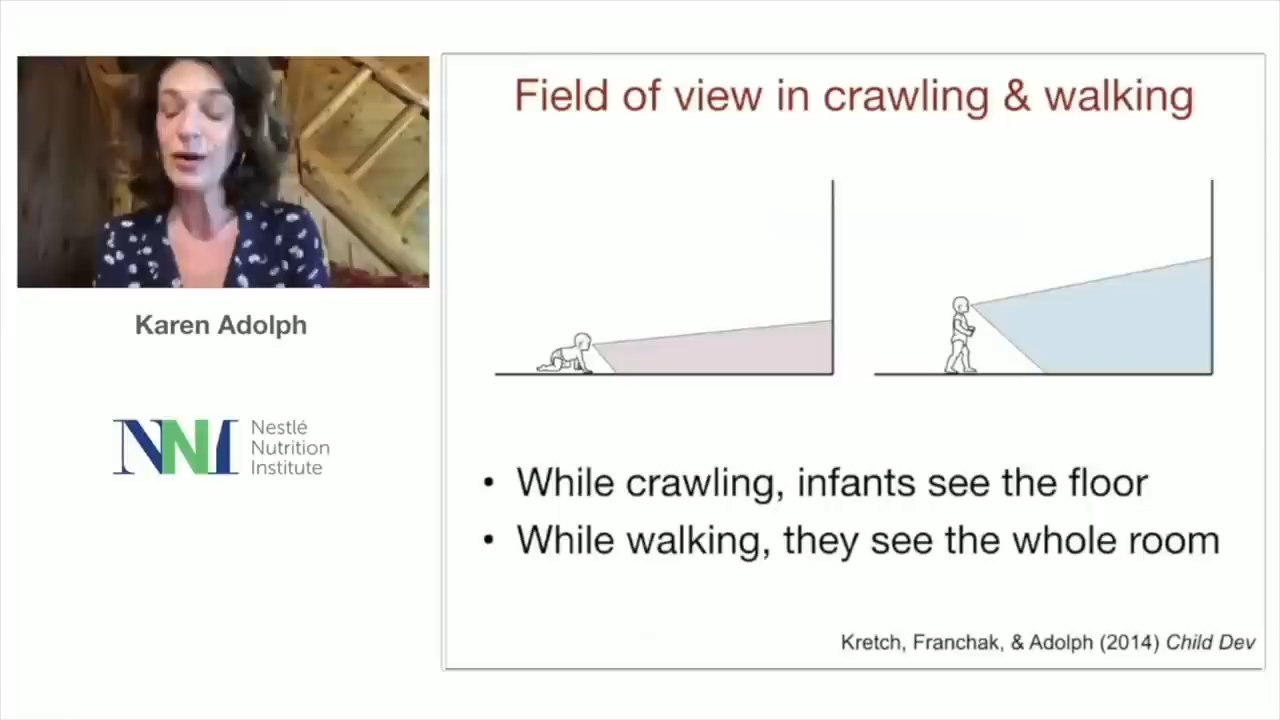 Field of view in crawling & walking
Karen Adolph
NNI
Nestlé
Nutrition
Institute
• While crawling, infants see the floor
• While walking, they see the whole room
Kretch, Franchak, & Adolph (2014) Child Dev